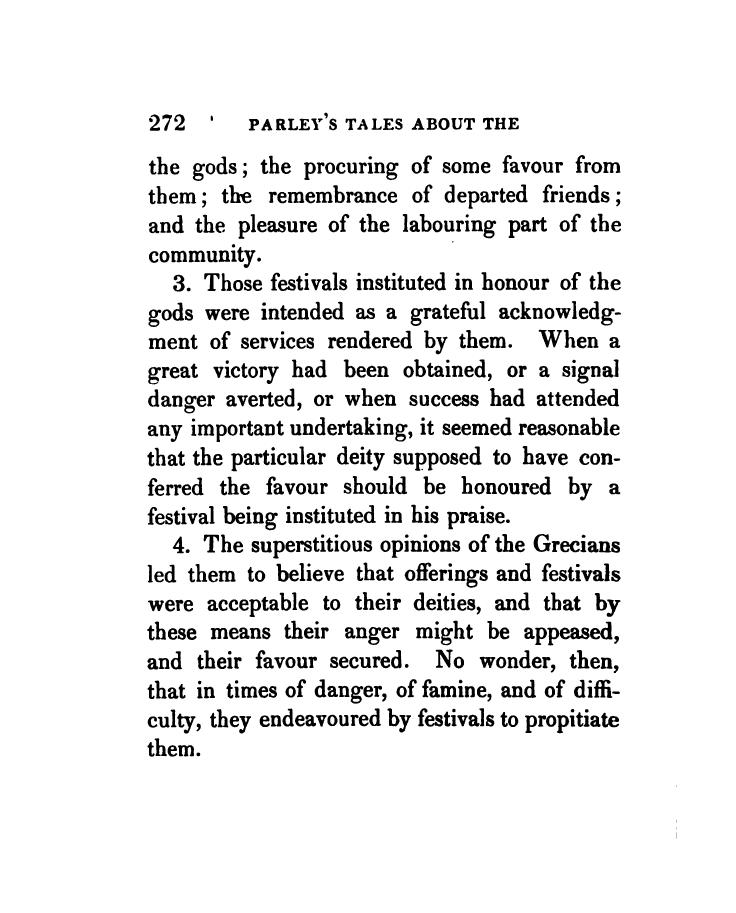 272 ' PARLEY'S TALES ABOUT THE
the gods; the procuring of some favour from
them; the remembrance of departed friends;
and the pleasure of the labouring part of the
community.
3. Those festivals instituted in honour of the
gods were intended as a grateful acknowledg-
ment of services rendered by them. When a
great victory had been obtained, or a signal
danger averted, or when success had attended
any important undertaking, it seemed reasonable
that the particular deity supposed to have con-
ferred the favour should be honoured by a
festival being instituted in his praise.
4. The superstitious opinions of the Grecians
led them to believe that offerings and festivals
were acceptable to their deities, and that by
these means their anger might be appeased,
and their favour secured. No wonder, then,
that in times of danger, of famine, and of diffi-
culty, they endeavoured by festivals to propitiate
them.